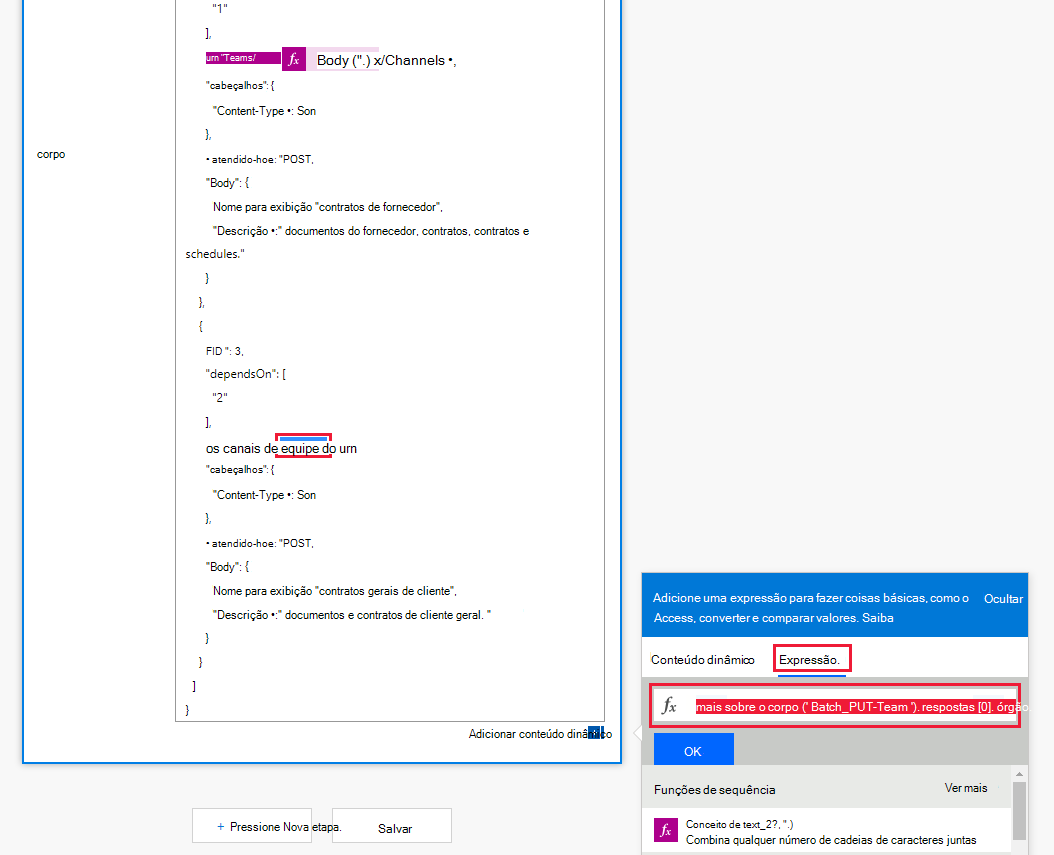 "1"
],
urn "Teams/ fx Body (".) x/Channels •,
"cabeçalhos": {
"Content-Type •: Son
},
• atendido-hoe: "POST,
corpo
"Body": {
Nome para exibição "contratos de fornecedor",
"Descrição •:" documentos do fornecedor, contratos, contratos e
schedules."
}
},
{
FID ": 3,
"dependsOn": [
"2"
],
os canais de equipe do urn
"cabeçalhos": {
"Content-Type •: Son
},
• atendido-hoe: "POST,
"Body": {
Nome para exibição "contratos gerais de cliente",
"Descrição •:" documentos e contratos de cliente geral. "
}
}
]
}
Adicionar conteúdo dinâmico
+ Pressione Nova etapa.
Salvar
Adicione uma expressão para fazer coisas básicas, como o
Access, converter e comparar valores. Saiba
Ocultar
Conteúdo dinâmico
Expressão.
fx mais sobre o corpo (' Batch_PUT-Team '). respostas [0]. órgão
OK
Funções de sequência
Ver mais
fx Conceito de text_2?, ".)
Combina qualquer número de cadeias de caracteres juntas